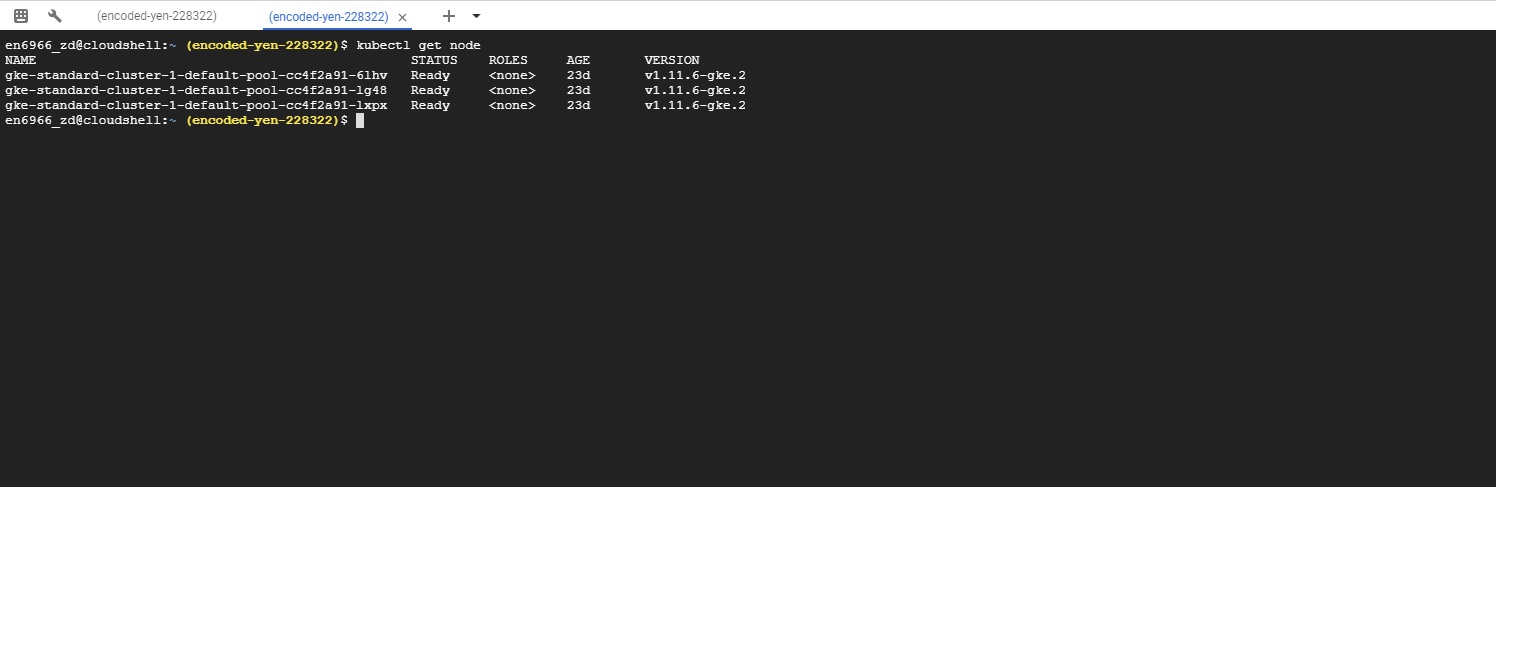 (encoded-yen-228322) (encoded-yen-228322)
en6966_zd@cloudshell:~ (encoded-yen-228322)$ kubectl get node
NAME STATUS ROLES AGE VERSION
gke-standard-cluster-1-default-pool-cc4f2a91-6lhv Ready <none> 23d v1.11.6-gke.2
gke-standard-cluster-1-default-pool-cc4f2a91-lg48 Ready <none> 23d v1.11.6-gke.2
gke-standard-cluster-1-default-pool-cc4f2a91-lxpx Ready <none> 23d v1.11.6-gke.2
en6966_zd@cloudshell:~ (encoded-yen-228322)$